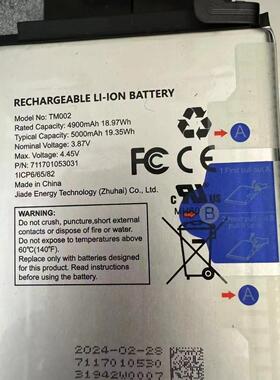 RECHARGEABLE LI-ION BATTERY
Model No: TM002
Rated Capacity: 4900mAh 18.97Wh
Typical Capacity: 5000mAh 19.35Wh
Nominal Voltage: 3.87V
Max. Voltage: 4.45V
P/N: 711701053031
1ICP6/65/82
Made in China
Jiade Energy Technology (Zhuhai) Co., Ltd.
FC CE
WARNING:
Do not crush, puncture,short external
contacts or dispose of fire or water.
Do not expose to temperatures above
60°C(140°F).
Replace only with batteries designed
for this product. Read instructions
before using the battery.
A
B
A
2024-02-28
7117010530
31942W0007